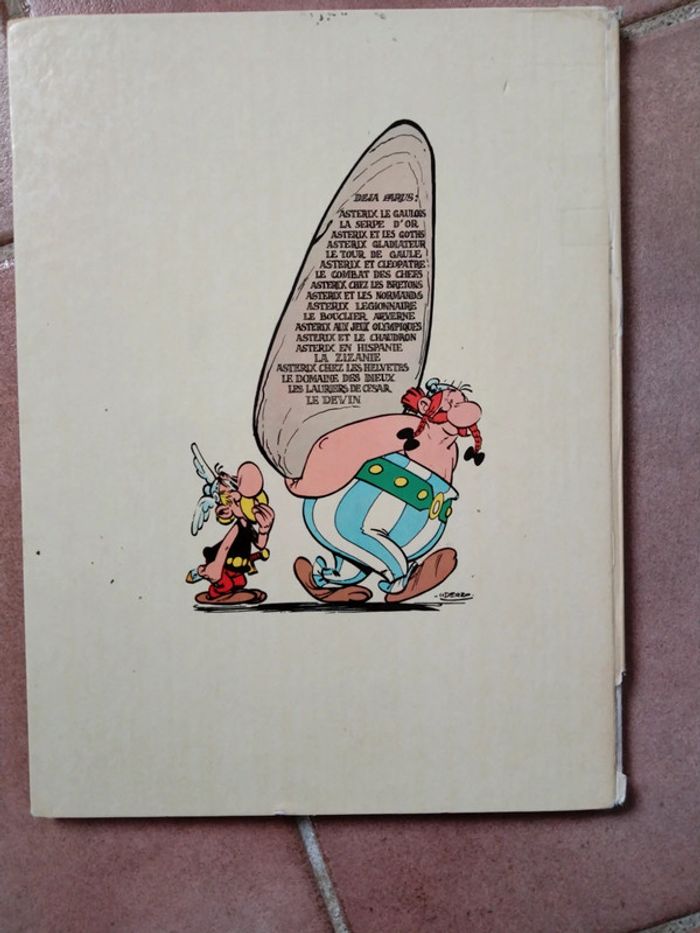 DEJA PARUS:
ASTERIX LE GAULOIS
LA SERPE D'OR
ASTERIX ET LES GOTHS
ASTERIX GLADIATEUR
LE TOUR DE GAULE
ASTERIX ET CLEOPATRE
LE COMBAT DES CHEFS
ASTERIX CHEZ LES BRETONS
ASTERIX ET LES NORMANDS
ASTERIX LEGIONNAIRE
LE BOUCLIER ARVERNE
ASTERIX AUX JEUX OLYMPIQUES
ASTERIX ET LE CHAUDRON
ASTERIX EN HISPANIE
LA ZIZANIE
ASTERIX CHEZ LES HELVETES
LE DOMAINE DES DIEUX
LES LAURIERS DE CESAR
LE DEVIN
UDERZO